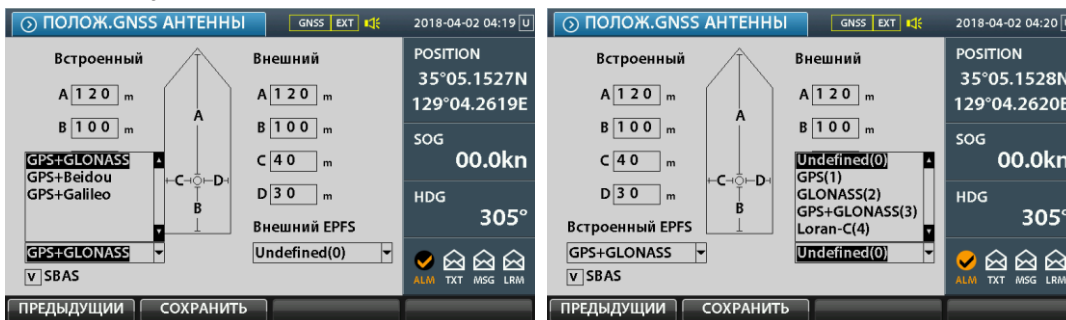 ПОЛОЖ.GNSS АНТЕННЫ GNSS EXT 2018-04-02 04:19 U
Встроенный
A 120 m
B 100 m
GPS+GLONASS
GPS+Beidou
GPS+Galileo
GPS+GLONASS
V SBAS
A
C D
B
Внешний
A 120 m
B 100 m
C 40 m
D 30 m
Внешний EPFS
Undefined(0)
POSITION
35°05.1527N
129°04.2619E
SOG
00.0kn
HDG
305°
ALM TXT MSG LRM
ПРЕДЫДУЩИИ СОХРАНИТЬ
ПОЛОЖ.GNSS АНТЕННЫ GNSS EXT 2018-04-02 04:20
Встроенный
A 120 m
B 100 m
C 40 m
D 30 m
Встроенный EPFS
GPS+GLONASS
V SBAS
A
C D
B
Внешний
A 120 m
B 100 m
Undefined(0)
GPS(1)
GLONASS(2)
GPS+GLONASS(3)
Loran-C(4)
Undefined(0)
POSITION
35°05.1528N
129°04.2620E
SOG
00.0kn
HDG
305°
ALM TXT MSG LRM
ПРЕДЫДУЩИИ СОХРАНИТЬ